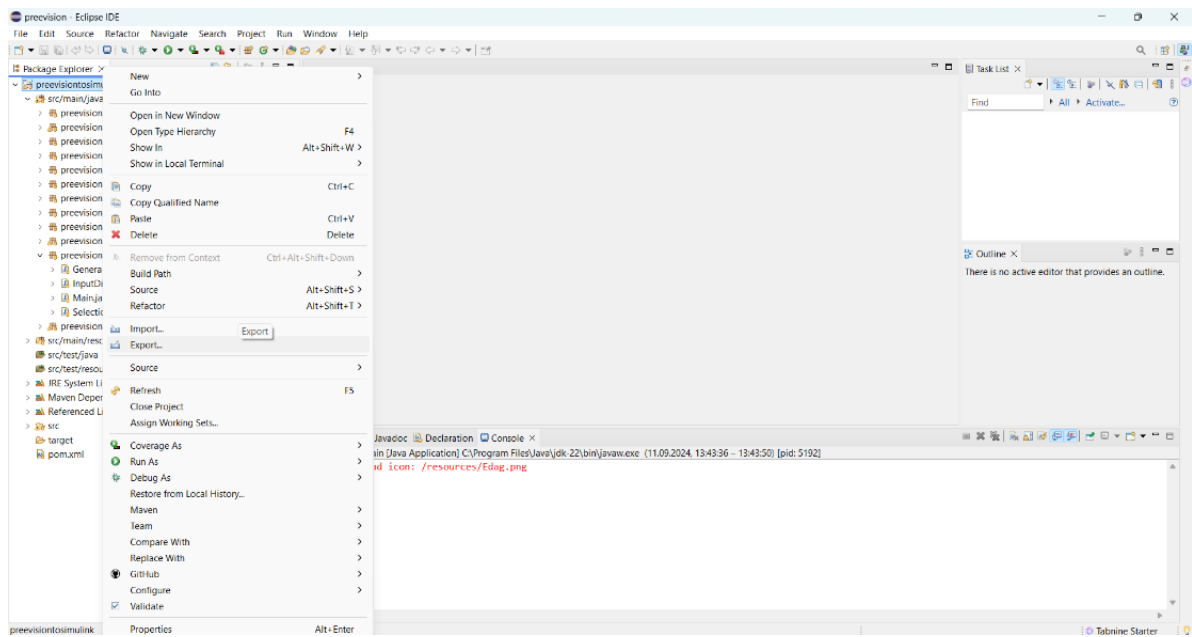 preevision - Eclipse IDE
File Edit Source Refactor Navigate Search Project Run Window Help
Package Explorer
preevisiontosimu
src/main/java
preevision
preevision
preevision
preevision
preevision
preevision
preevision
preevision
preevision
preevision
preevision
Genera
InputDi
Main.ja
Selectio
preevision
src/main/resc
src/test/java
src/test/resou
JRE System Li
Maven Deper
Referenced Li
src
target
pom.xml
New
Go Into
Open in New Window
Open Type Hierarchy F4
Show In Alt+Shift+W >
Show in Local Terminal
Copy Ctrl+C
Copy Qualified Name
Paste Ctrl+V
Delete Delete
Remove from Context Ctrl+Alt+Shift+Down
Build Path
Source Alt+Shift+S >
Refactor Alt+Shift+T >
Import...
Export
Export...
Source
Refresh F5
Close Project
Assign Working Sets...
Coverage As
Run As
Debug As
Restore from Local History...
Maven
Team
Compare With
Replace With
GitHub
Configure
Validate
Properties Alt+Enter
Task List
Find All Activate...
Outline
There is no active editor that provides an outline.
Javadoc Declaration Console
ain [Java Application] C:\Program Files\Java\jdk-22\bin\javaw.exe (11.09.2024, 13:43:36 – 13:43:50) [pid: 5192]
nd icon: /resources/Edag.png
preevisiontosimulink
Tabnine Starter